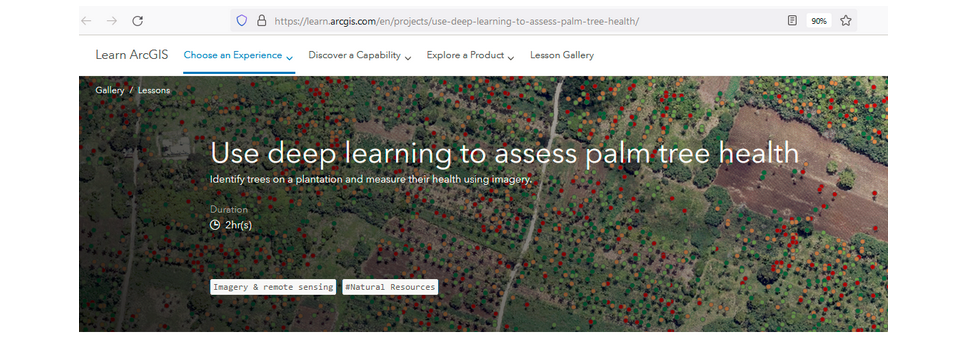 https://learn.arcgis.com/en/projects/use-deep-learning-to-assess-palm-tree-health/
90%
Learn ArcGIS Choose an Experience Discover a Capability Explore a Product Lesson Gallery
Gallery / Lessons
Use deep learning to assess palm tree health
Identify trees on a plantation and measure their health using imagery.
Duration
2hr(s)
Imagery & remote sensing #Natural Resources